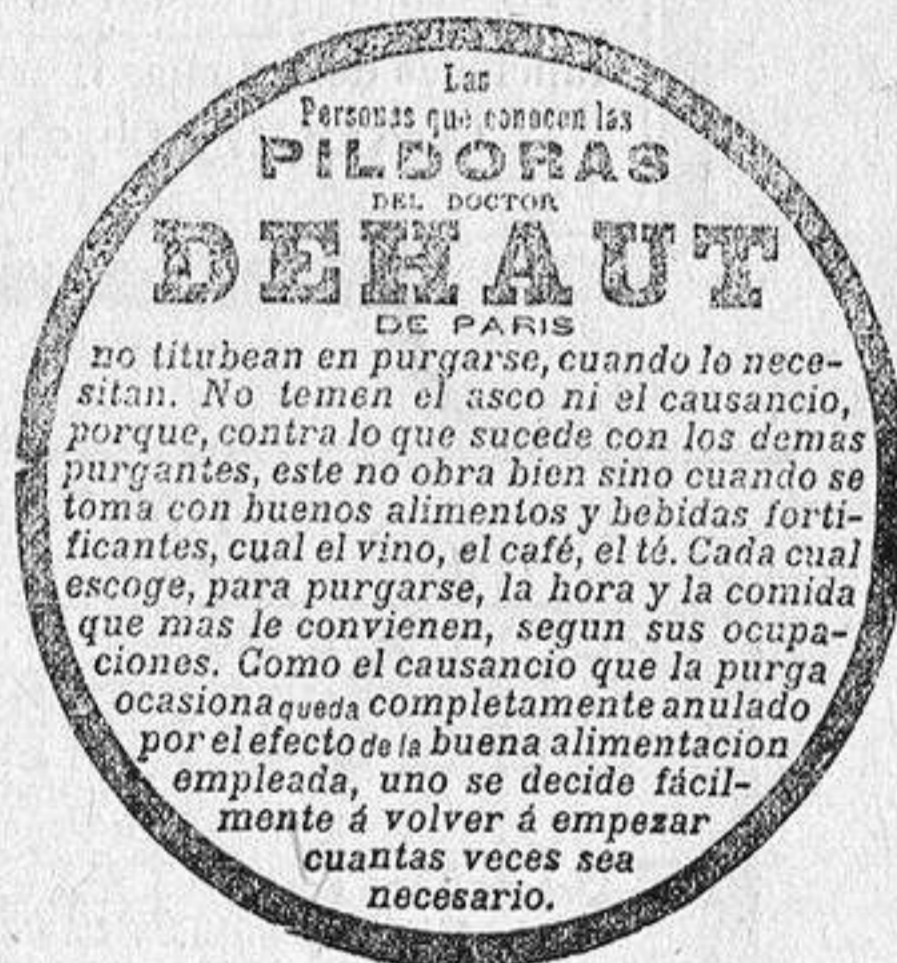 Las
Personas que conocen las
PILDORAS
DEL DOCTOR
DEHAUT
DE PARIS
no titubean en purgarse, cuando lo nece-
sitan. No temen el asco ni el causancio,
porque, contra lo que sucede con los demas
purgantes, este no obra bien sino cuando se
toma con buenos alimentos y bebidas forti-
ficantes, cual el vino, el café, el té. Cada cual
escoge, para purgarse, la hora y la comida
que mas le convienen, segun sus ocupa-
ciones. Como el causancio que la purga
ocasiona queda completamente anulado
por el efecto de la buena alimentacion
empleada, uno se decide fácil-
mente á volver á empezar
cuantas veces sea
necesario.